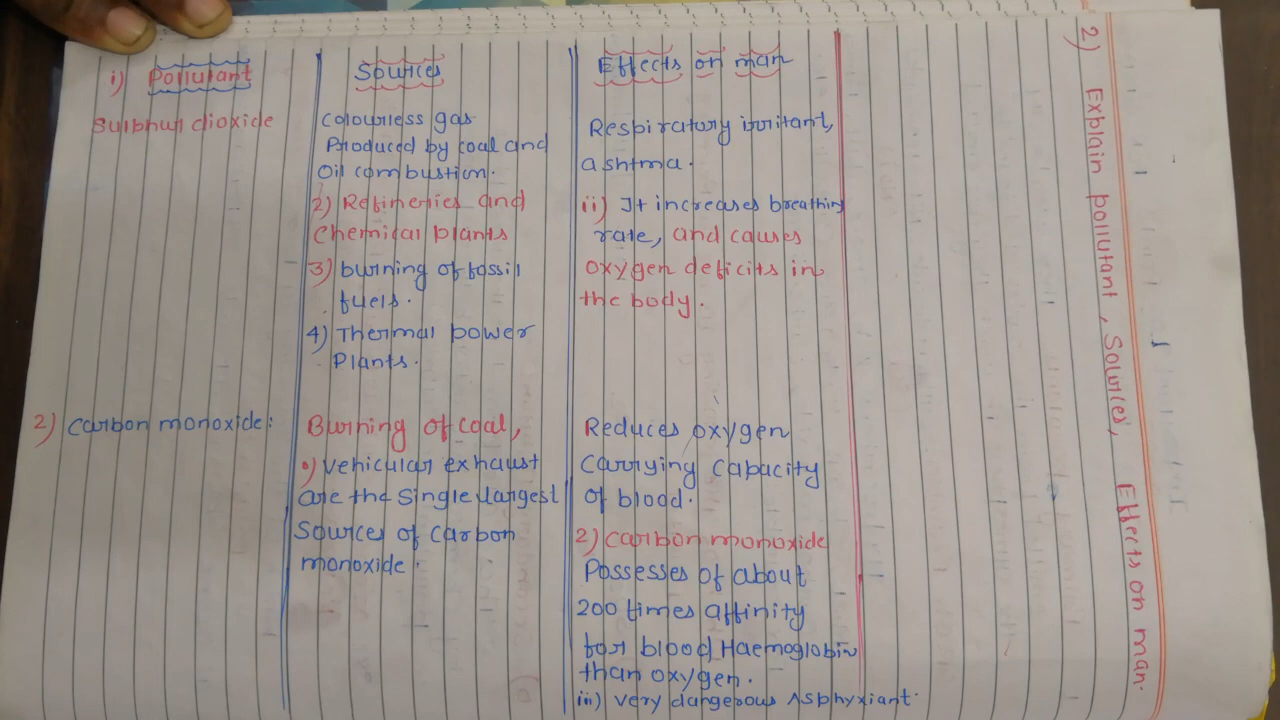 2) Explain pollutant, Sources, Effects on man.
i) Pollutant
Sulphur dioxide
Sources
Colourless gas
Produced by coal and
Oil combustion.
2) Refineries and
Chemical plants
3) burning of fossil
fuels.
4) Thermal power
Plants.
Effects on man
Respiratory irritant,
ashtma.
ii) It increases breathing
rate, and causes
oxygen deficits in
the body.
2) Carbon monoxide:
Burning of coal,
•) vehicular exhaust
are the single largest
Sources of Carbon
monoxide.
Reduces oxygen
Carrying capacity
of blood.
2) Carbon monoxide
Possesses of about
200 times affinity
for blood Haemoglobin
than oxygen.
iii) very dangerous Asphyxiant.